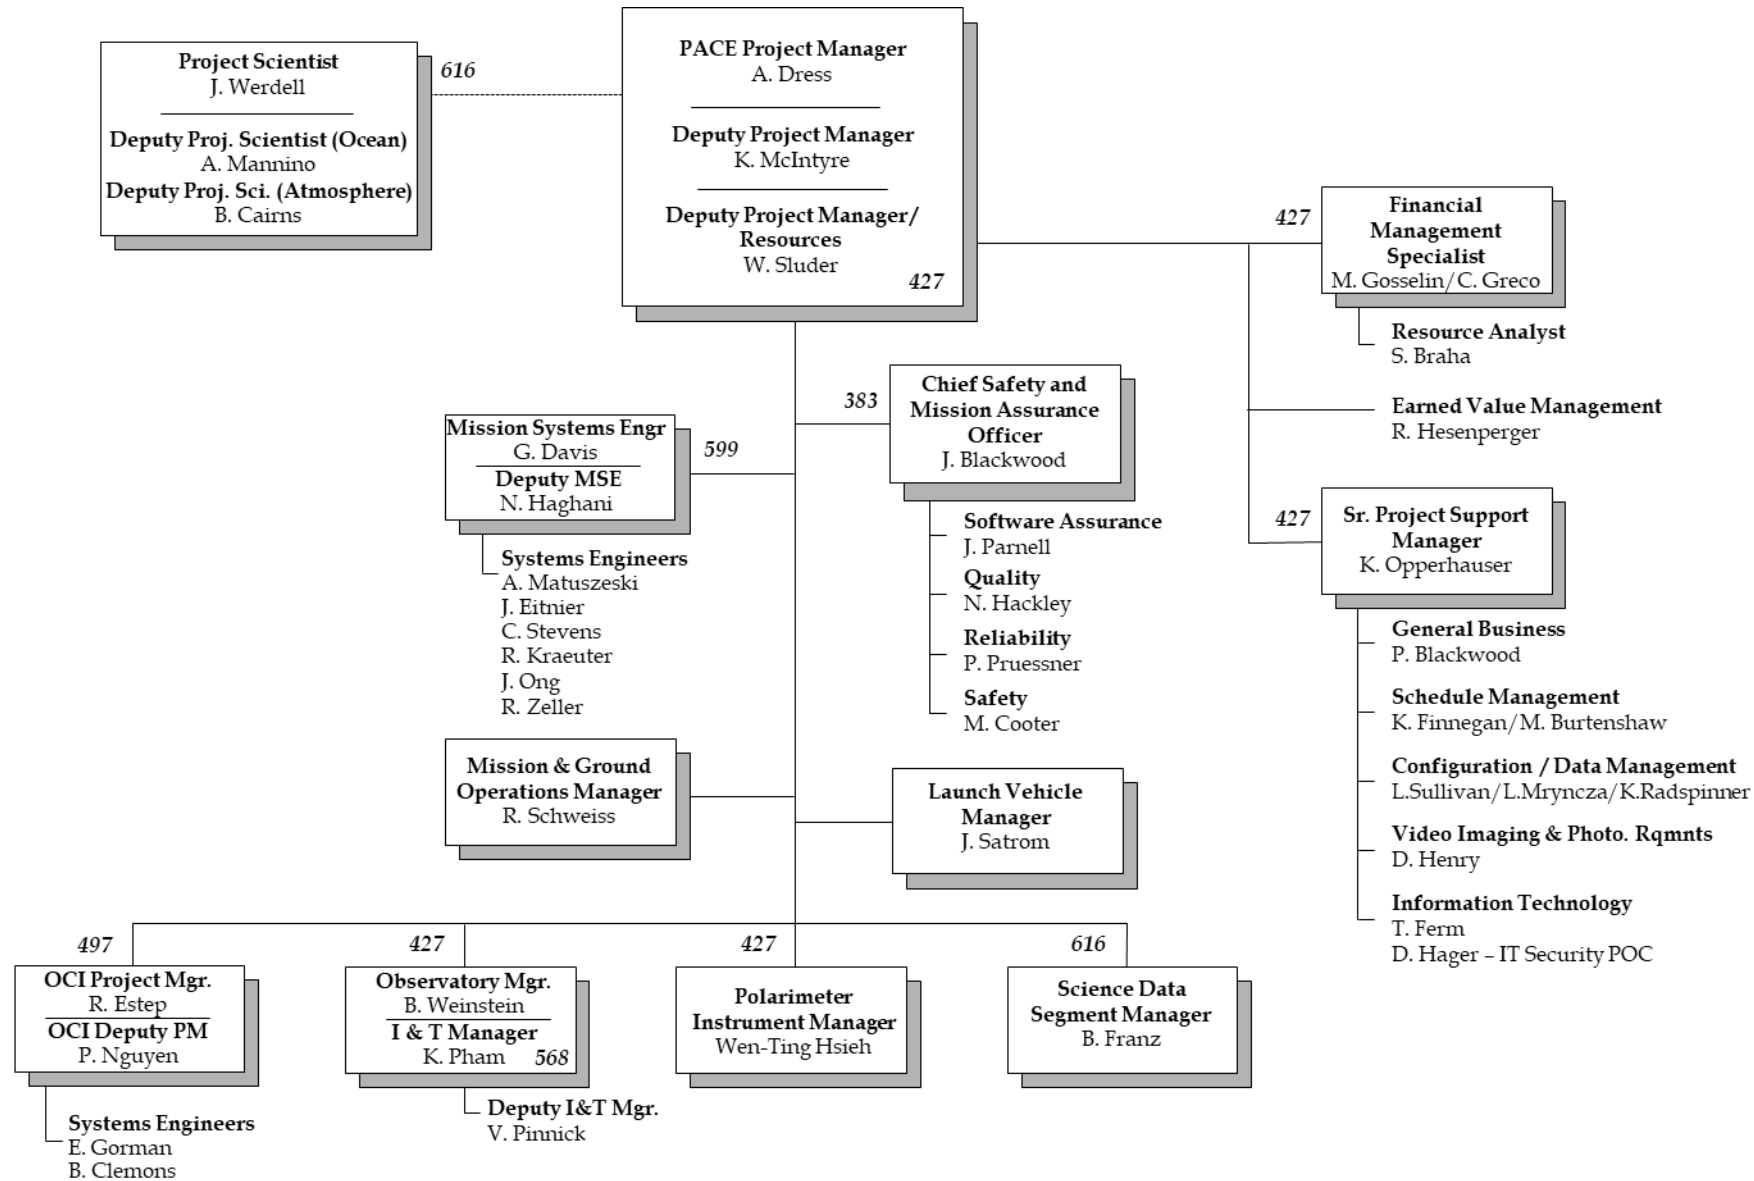 Project Scientist
J. Werdell
Deputy Proj. Scientist (Ocean)
A. Mannino
Deputy Proj. Sci. (Atmosphere)
B. Cairns
616
PACE Project Manager
A. Dress
Deputy Project Manager
K. McIntyre
Deputy Project Manager/
Resources
W. Sluder
427
427
Financial
Management
Specialist
M. Gosselin/C. Greco
Resource Analyst
S. Braha
Earned Value Management
R. Hesenperger
427
Sr. Project Support
Manager
K. Opperhauser
General Business
P. Blackwood
Schedule Management
K. Finnegan/M. Burtenshaw
Configuration / Data Management
L.Sullivan/L.Mryncza/K.Radspinner
Video Imaging & Photo. Rqmnts
D. Henry
Information Technology
T. Ferm
D. Hager – IT Security POC
383
Chief Safety and
Mission Assurance
Officer
J. Blackwood
Software Assurance
J. Parnell
Quality
N. Hackley
Reliability
P. Pruessner
Safety
M. Cooter
Mission Systems Engr
G. Davis
Deputy MSE
N. Haghani
599
Systems Engineers
A. Matuszeski
J. Eitnier
C. Stevens
R. Kraeuter
J. Ong
R. Zeller
Mission & Ground
Operations Manager
R. Schweiss
Launch Vehicle
Manager
J. Satrom
497
OCI Project Mgr.
R. Estep
OCI Deputy PM
P. Nguyen
Systems Engineers
E. Gorman
B. Clemons
427
Observatory Mgr.
B. Weinstein
I & T Manager
K. Pham 568
Deputy I&T Mgr.
V. Pinnick
427
Polarimeter
Instrument Manager
Wen-Ting Hsieh
616
Science Data
Segment Manager
B. Franz